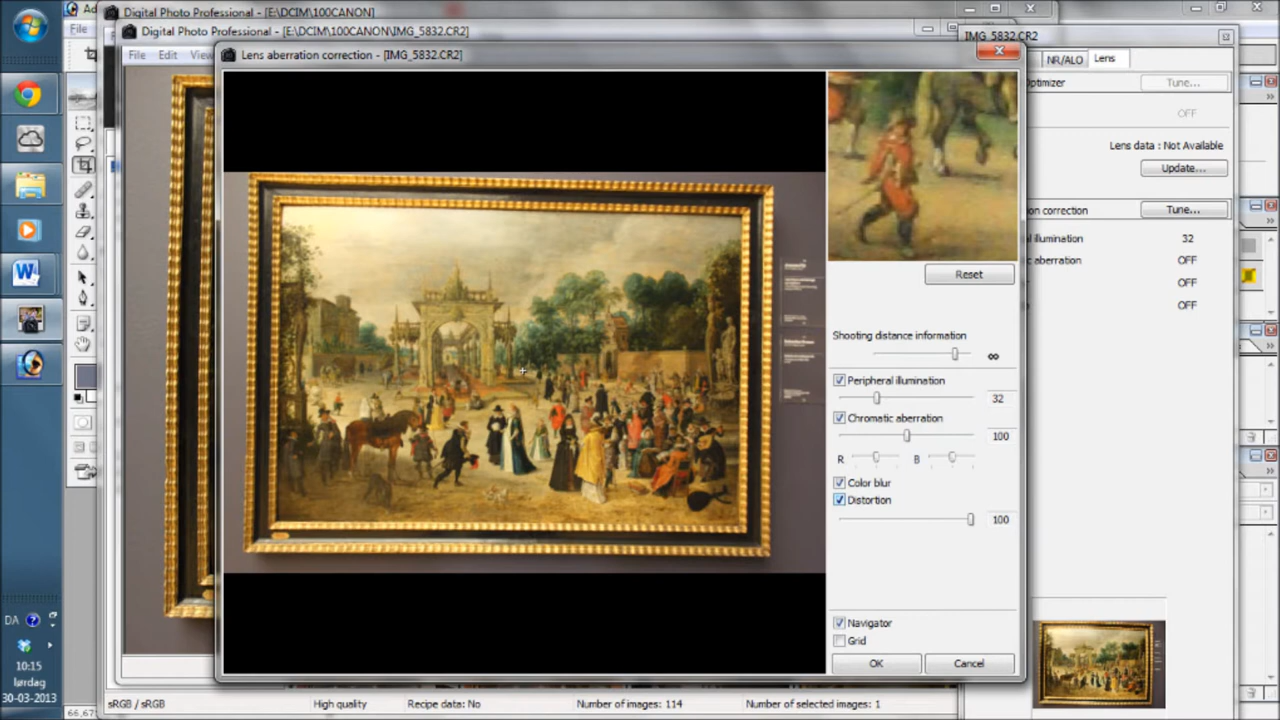 Ad
Digital Photo Professional - [E:\DCIM\100CANON]
Digital Photo Professional - [E:\DCIM\100CANON\IMG_5832.CR2]
IMG_5832.CR2
File
File Edit View
Lens aberration correction - [IMG_5832.CR2]
NR/ALO Lens
Optimizer Tune...
OFF
Lens data : Not Available
Update...
on correction Tune...
illumination 32
aberration OFF
OFF
OFF
Reset
Shooting distance information
∞
Peripheral illumination
32
Chromatic aberration
100
R B
Color blur
Distortion
100
Navigator
Grid
OK Cancel
DA
10:15
lørdag
30-03-2013
sRGB / sRGB High quality Recipe data: No Number of images: 114 Number of selected images: 1